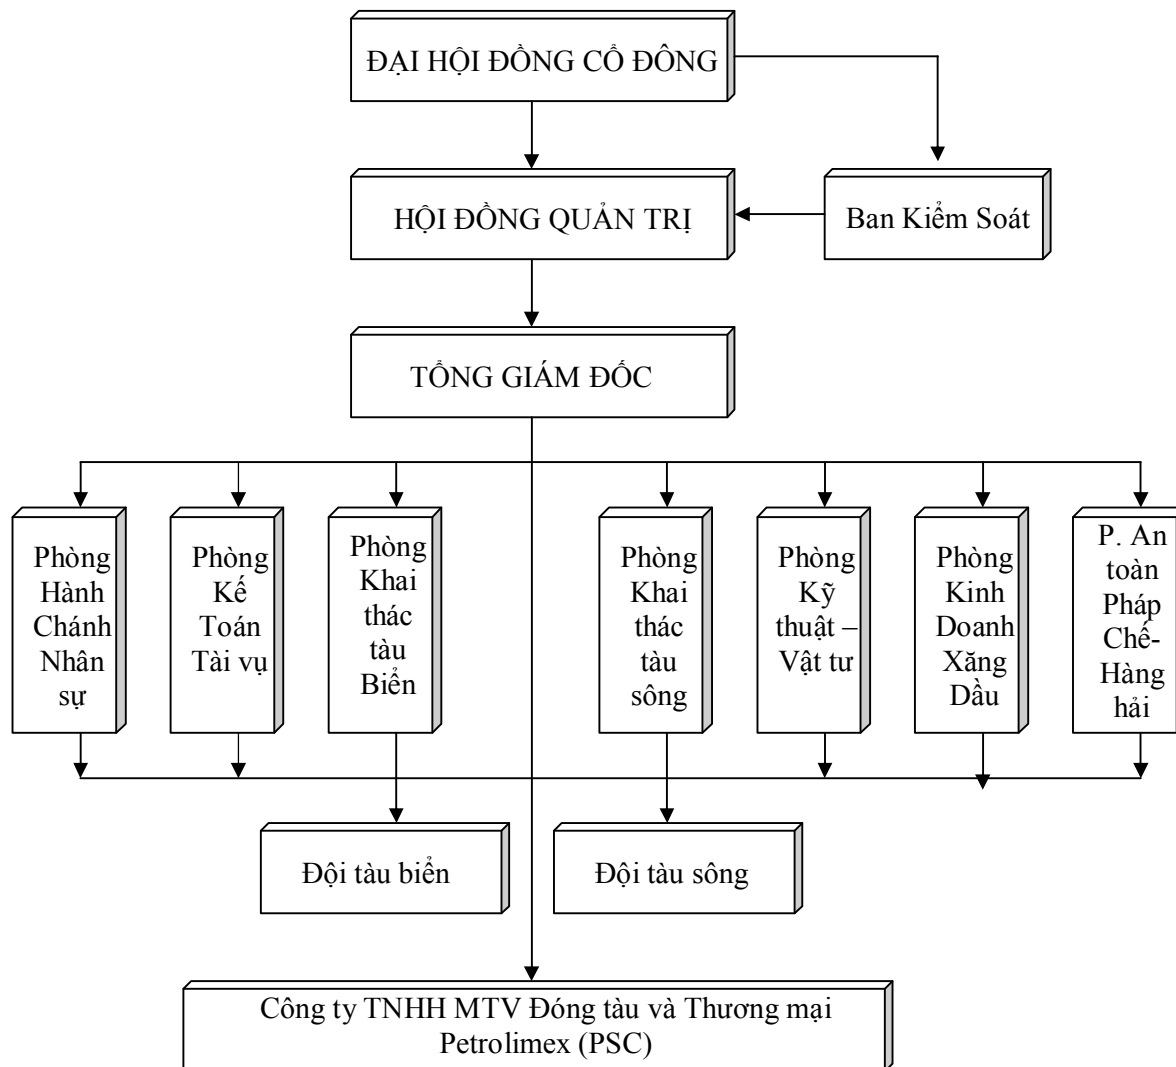 ĐẠI HỘI ĐỒNG CỔ ĐÔNG
HỘI ĐỒNG QUẢN TRỊ
Ban Kiểm Soát
TỔNG GIÁM ĐỐC
Phòng
Hành
Chánh
Nhân
sự
Phòng
Kế
Toán
Tài vụ
Phòng
Khai
thác
tàu
Biển
Phòng
Khai
thác
tàu
sông
Phòng
Kỹ
thuật –
Vật tư
Phòng
Kinh
Doanh
Xăng
Dầu
P. An
toàn
Pháp
Chế-
Hàng
hải
Đội tàu biển
Đội tàu sông
Công ty TNHH MTV Đóng tàu và Thương mại
Petrolimex (PSC)